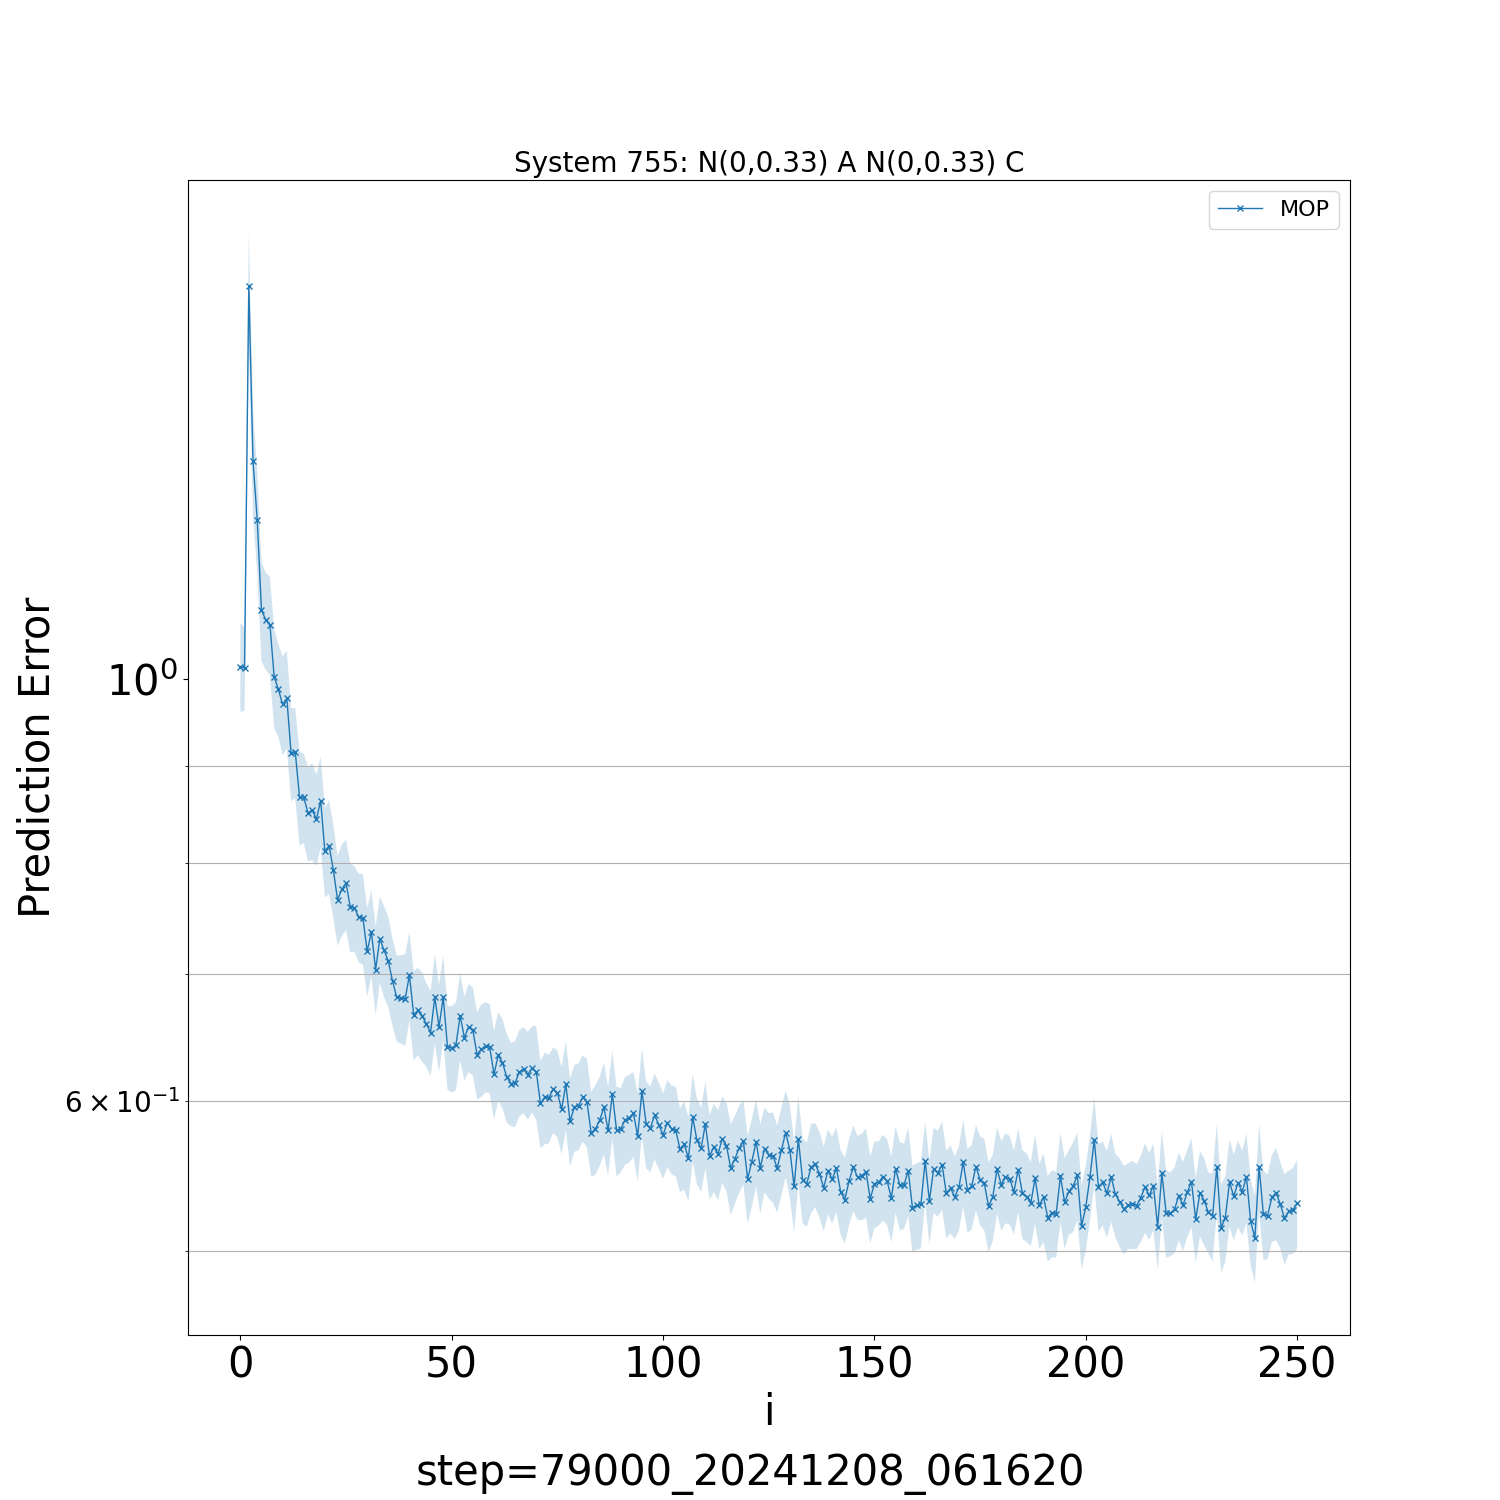 System 755: N(0,0.33) A N(0,0.33) C
MOP
Prediction Error
10⁰
6 × 10⁻¹
0 50 100 150 200 250
i
step=79000_20241208_061620